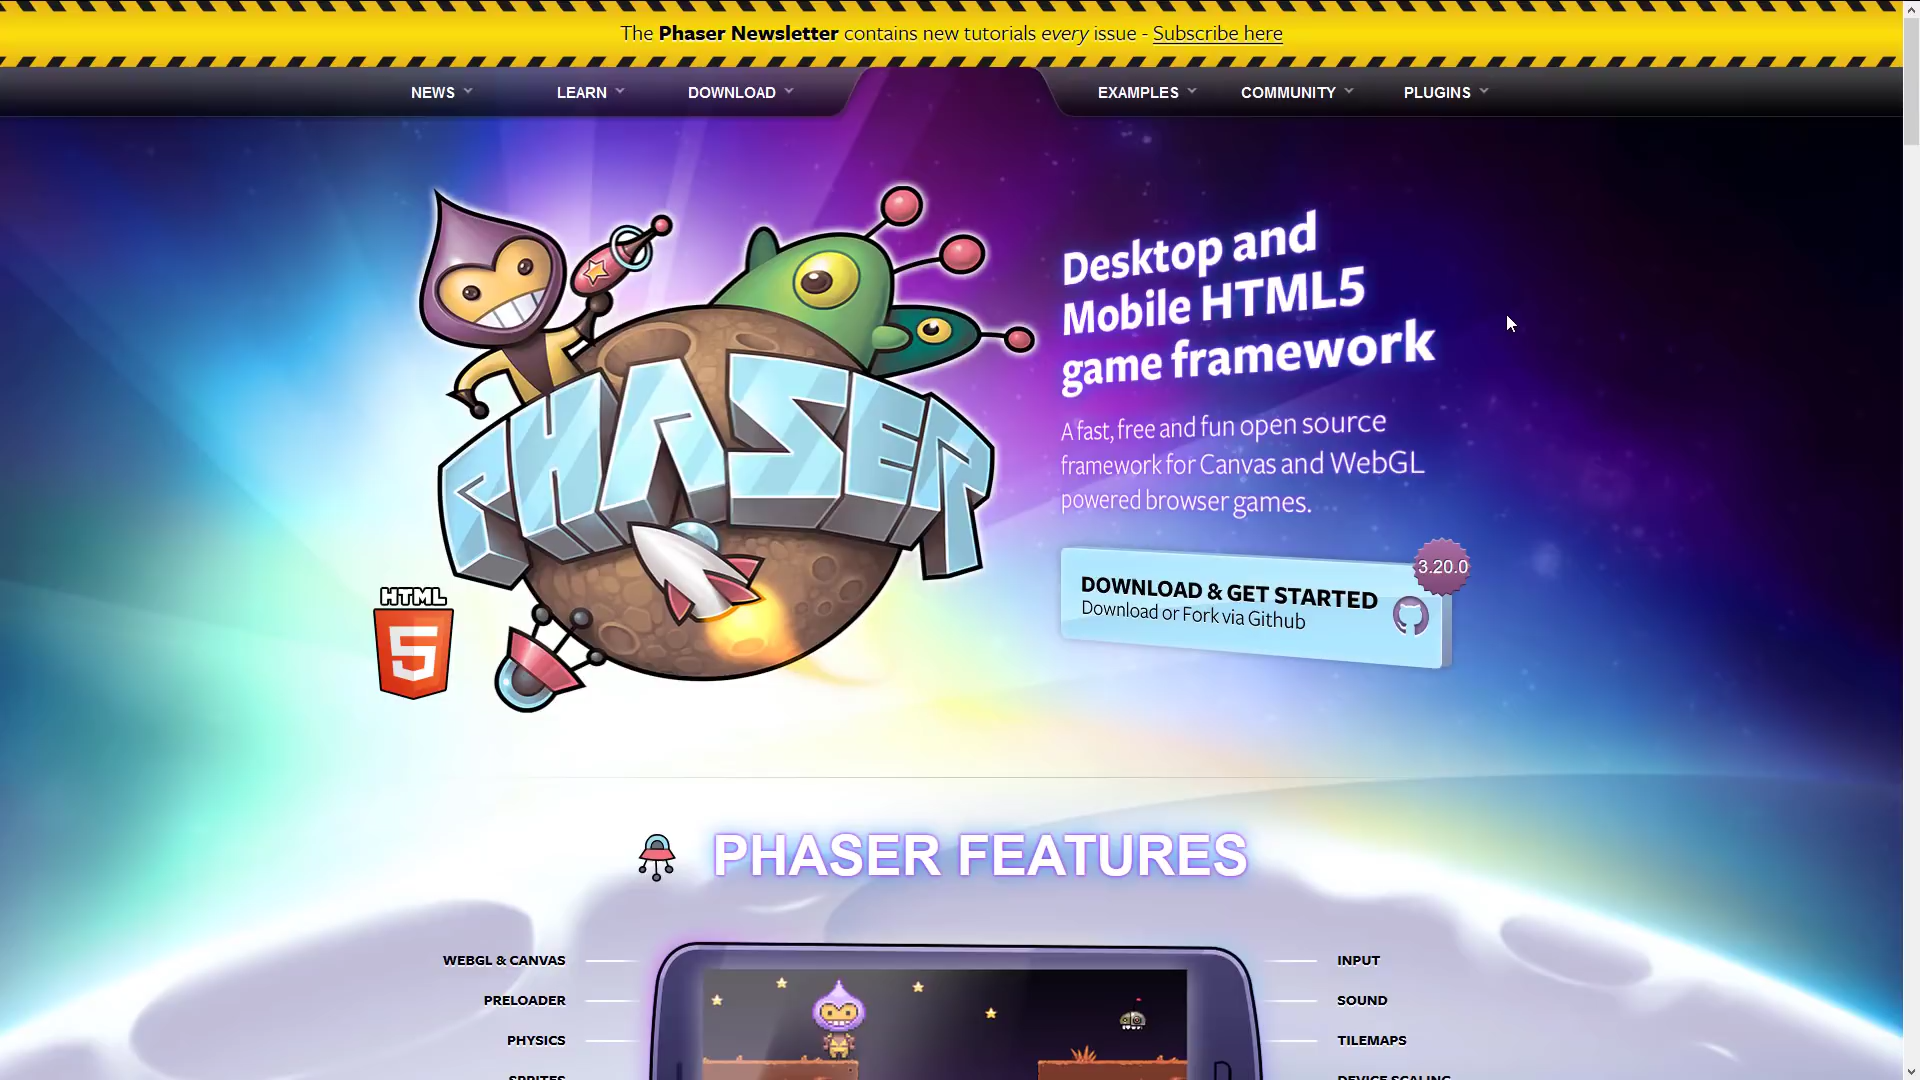 The Phaser Newsletter contains new tutorials every issue - Subscribe here
NEWS
LEARN
DOWNLOAD
EXAMPLES
COMMUNITY
PLUGINS
PHASER
HTML
5
Desktop and
Mobile HTML5
game framework
A fast, free and fun open source
framework for Canvas and WebGL
powered browser games.
3.20.0
DOWNLOAD & GET STARTED
Download or Fork via Github
PHASER FEATURES
WEBGL & CANVAS
INPUT
PRELOADER
SOUND
PHYSICS
TILEMAPS
SPRITES
DEVICE SCALING